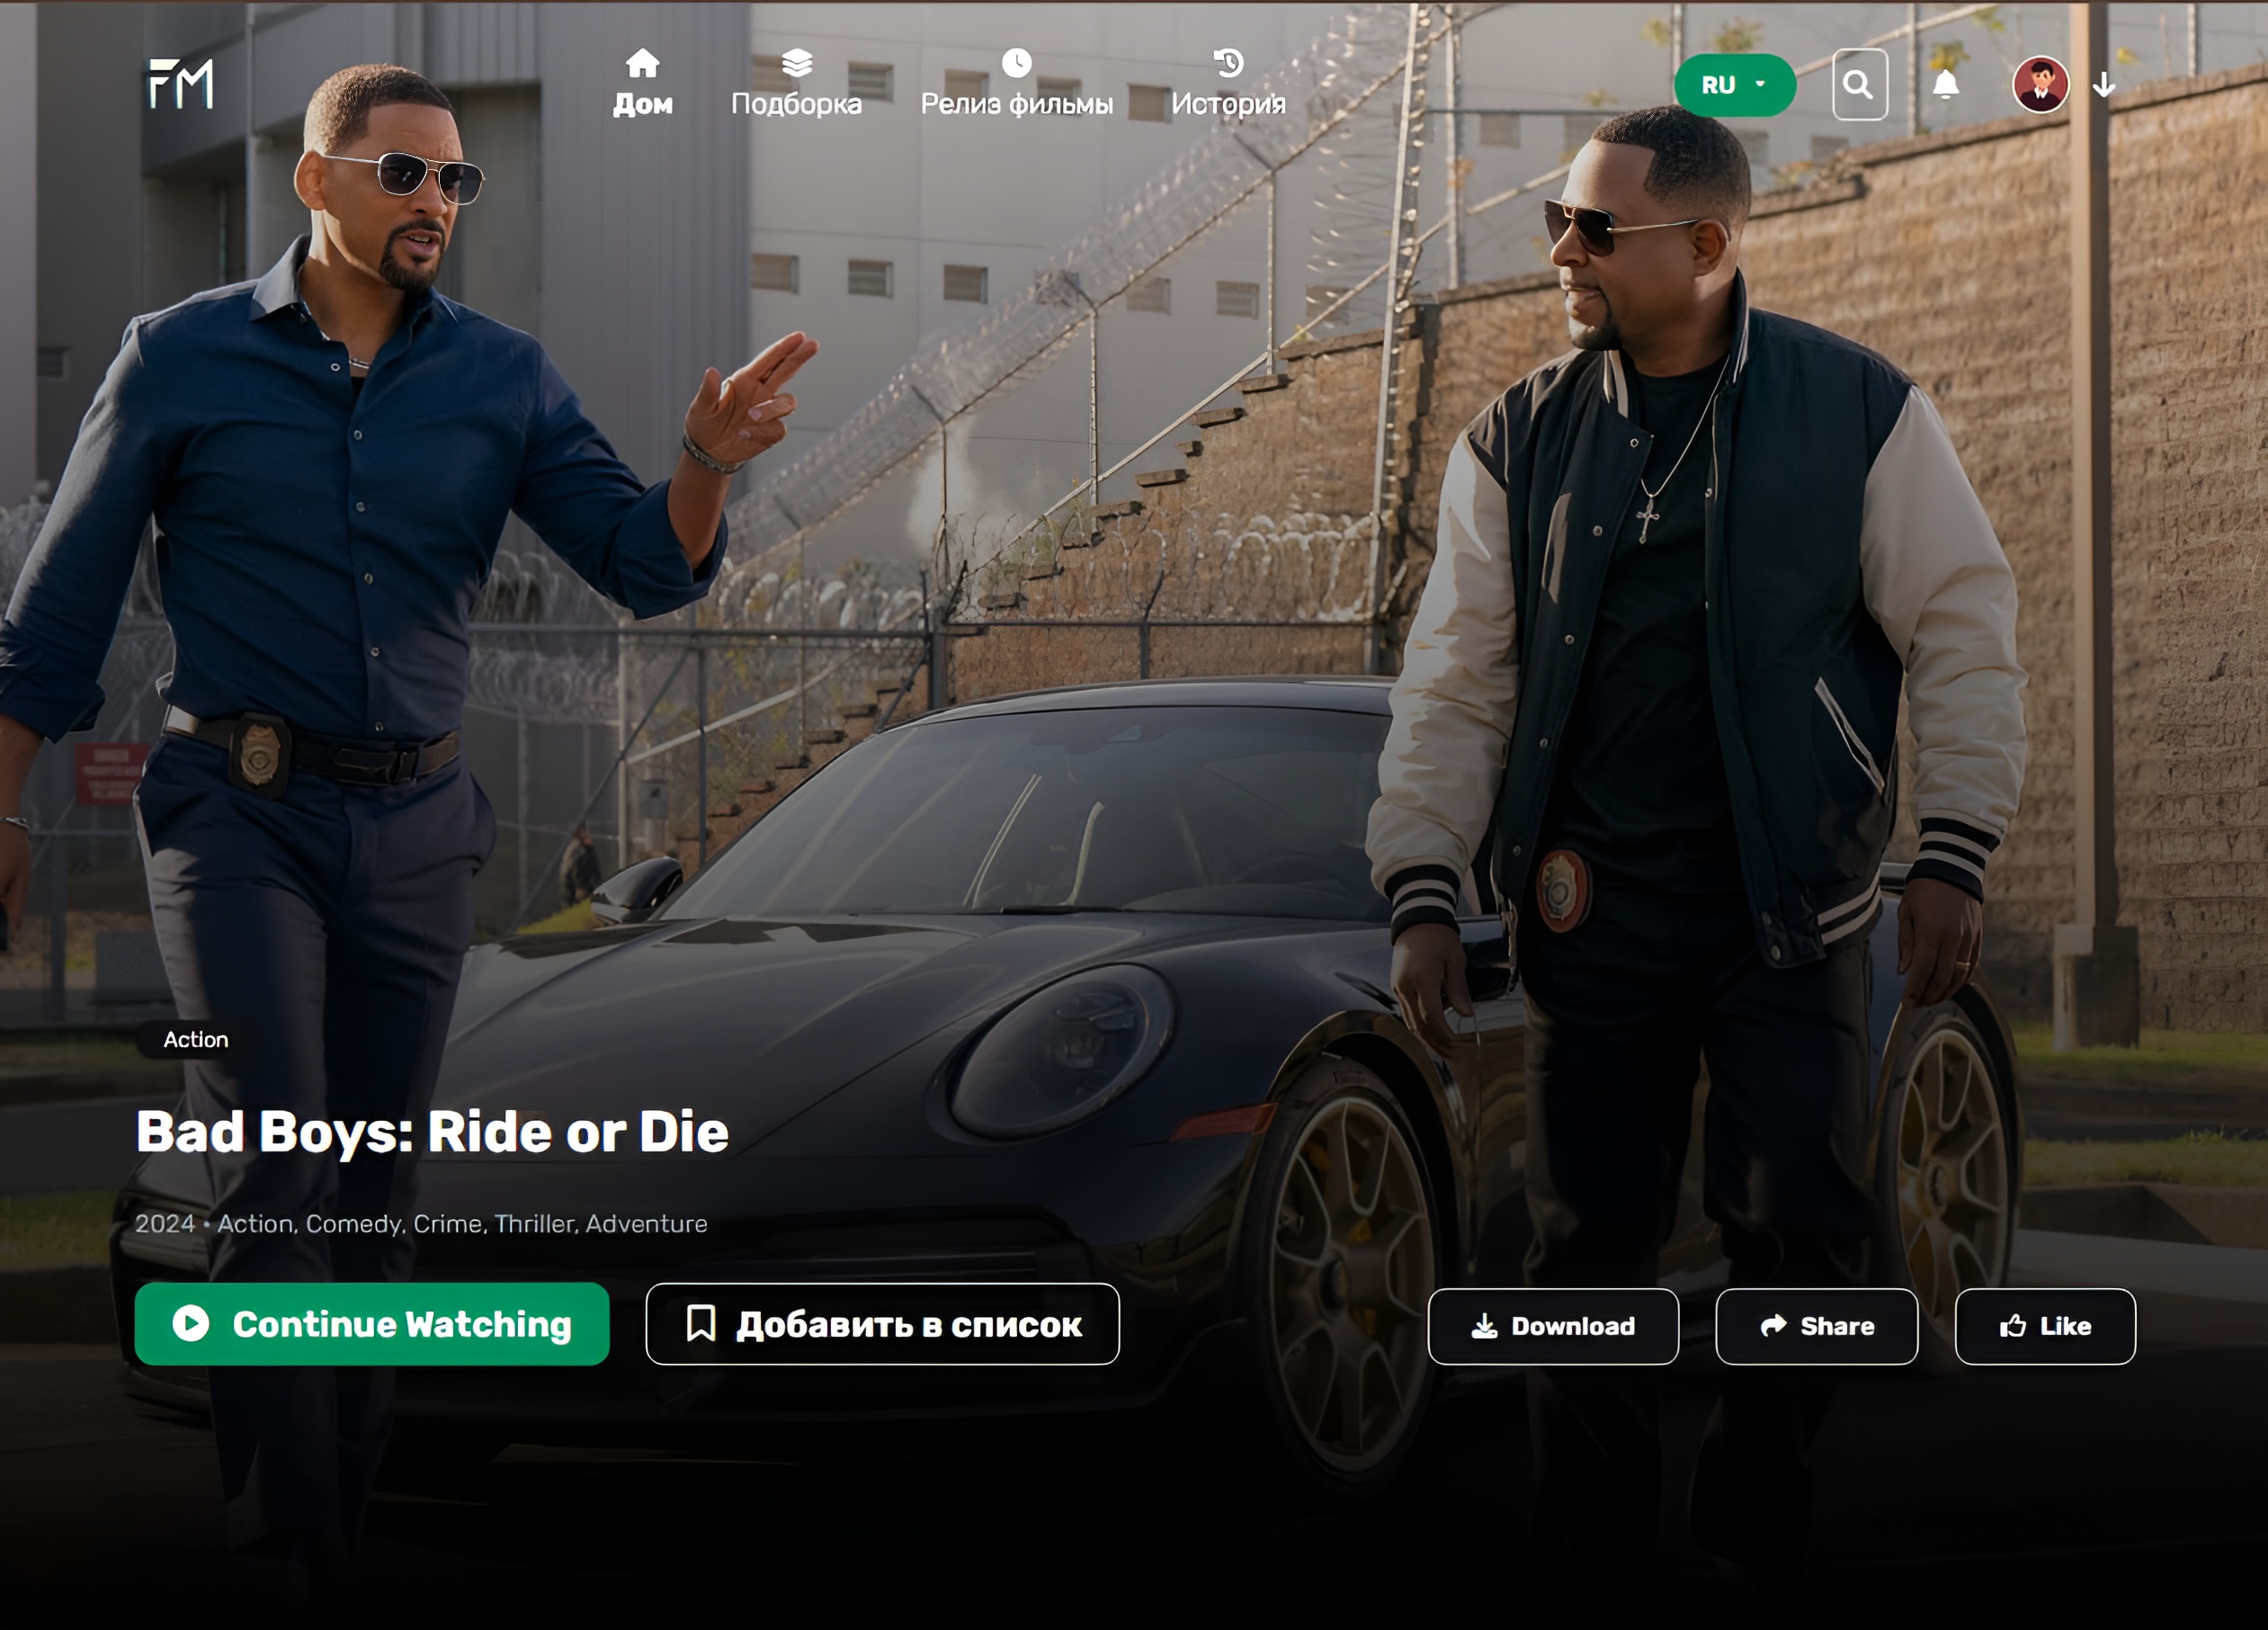 FM
Дом
Подборка
Релиз фильмы
История
RU
Action
Bad Boys: Ride or Die
2024 • Action, Comedy, Crime, Thriller, Adventure
Continue Watching
Добавить в список
Download
Share
Like